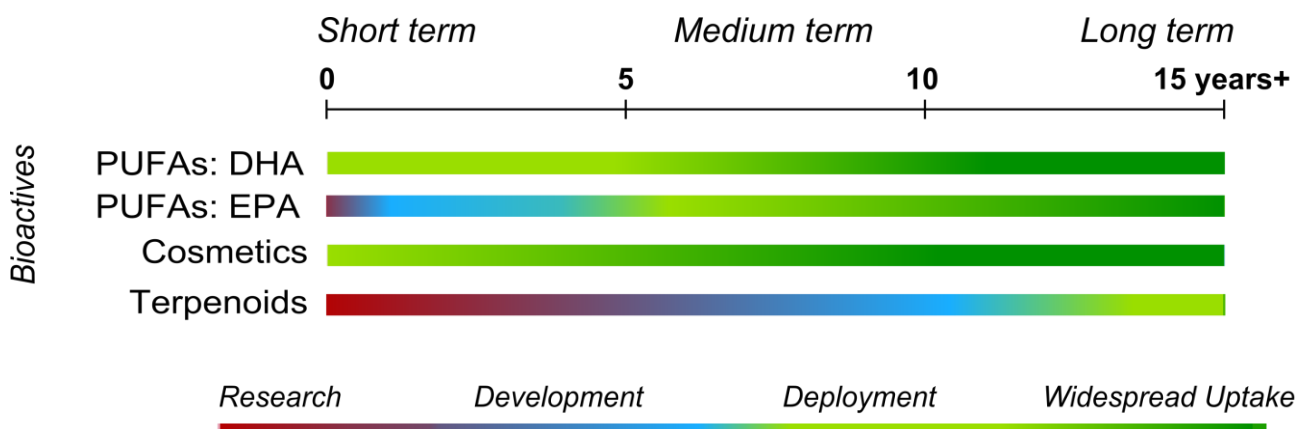 Short term Medium term Long term
0 5 10 15 years+
Bioactives
PUFAs: DHA
PUFAs: EPA
Cosmetics
Terpenoids
Research Development Deployment Widespread Uptake